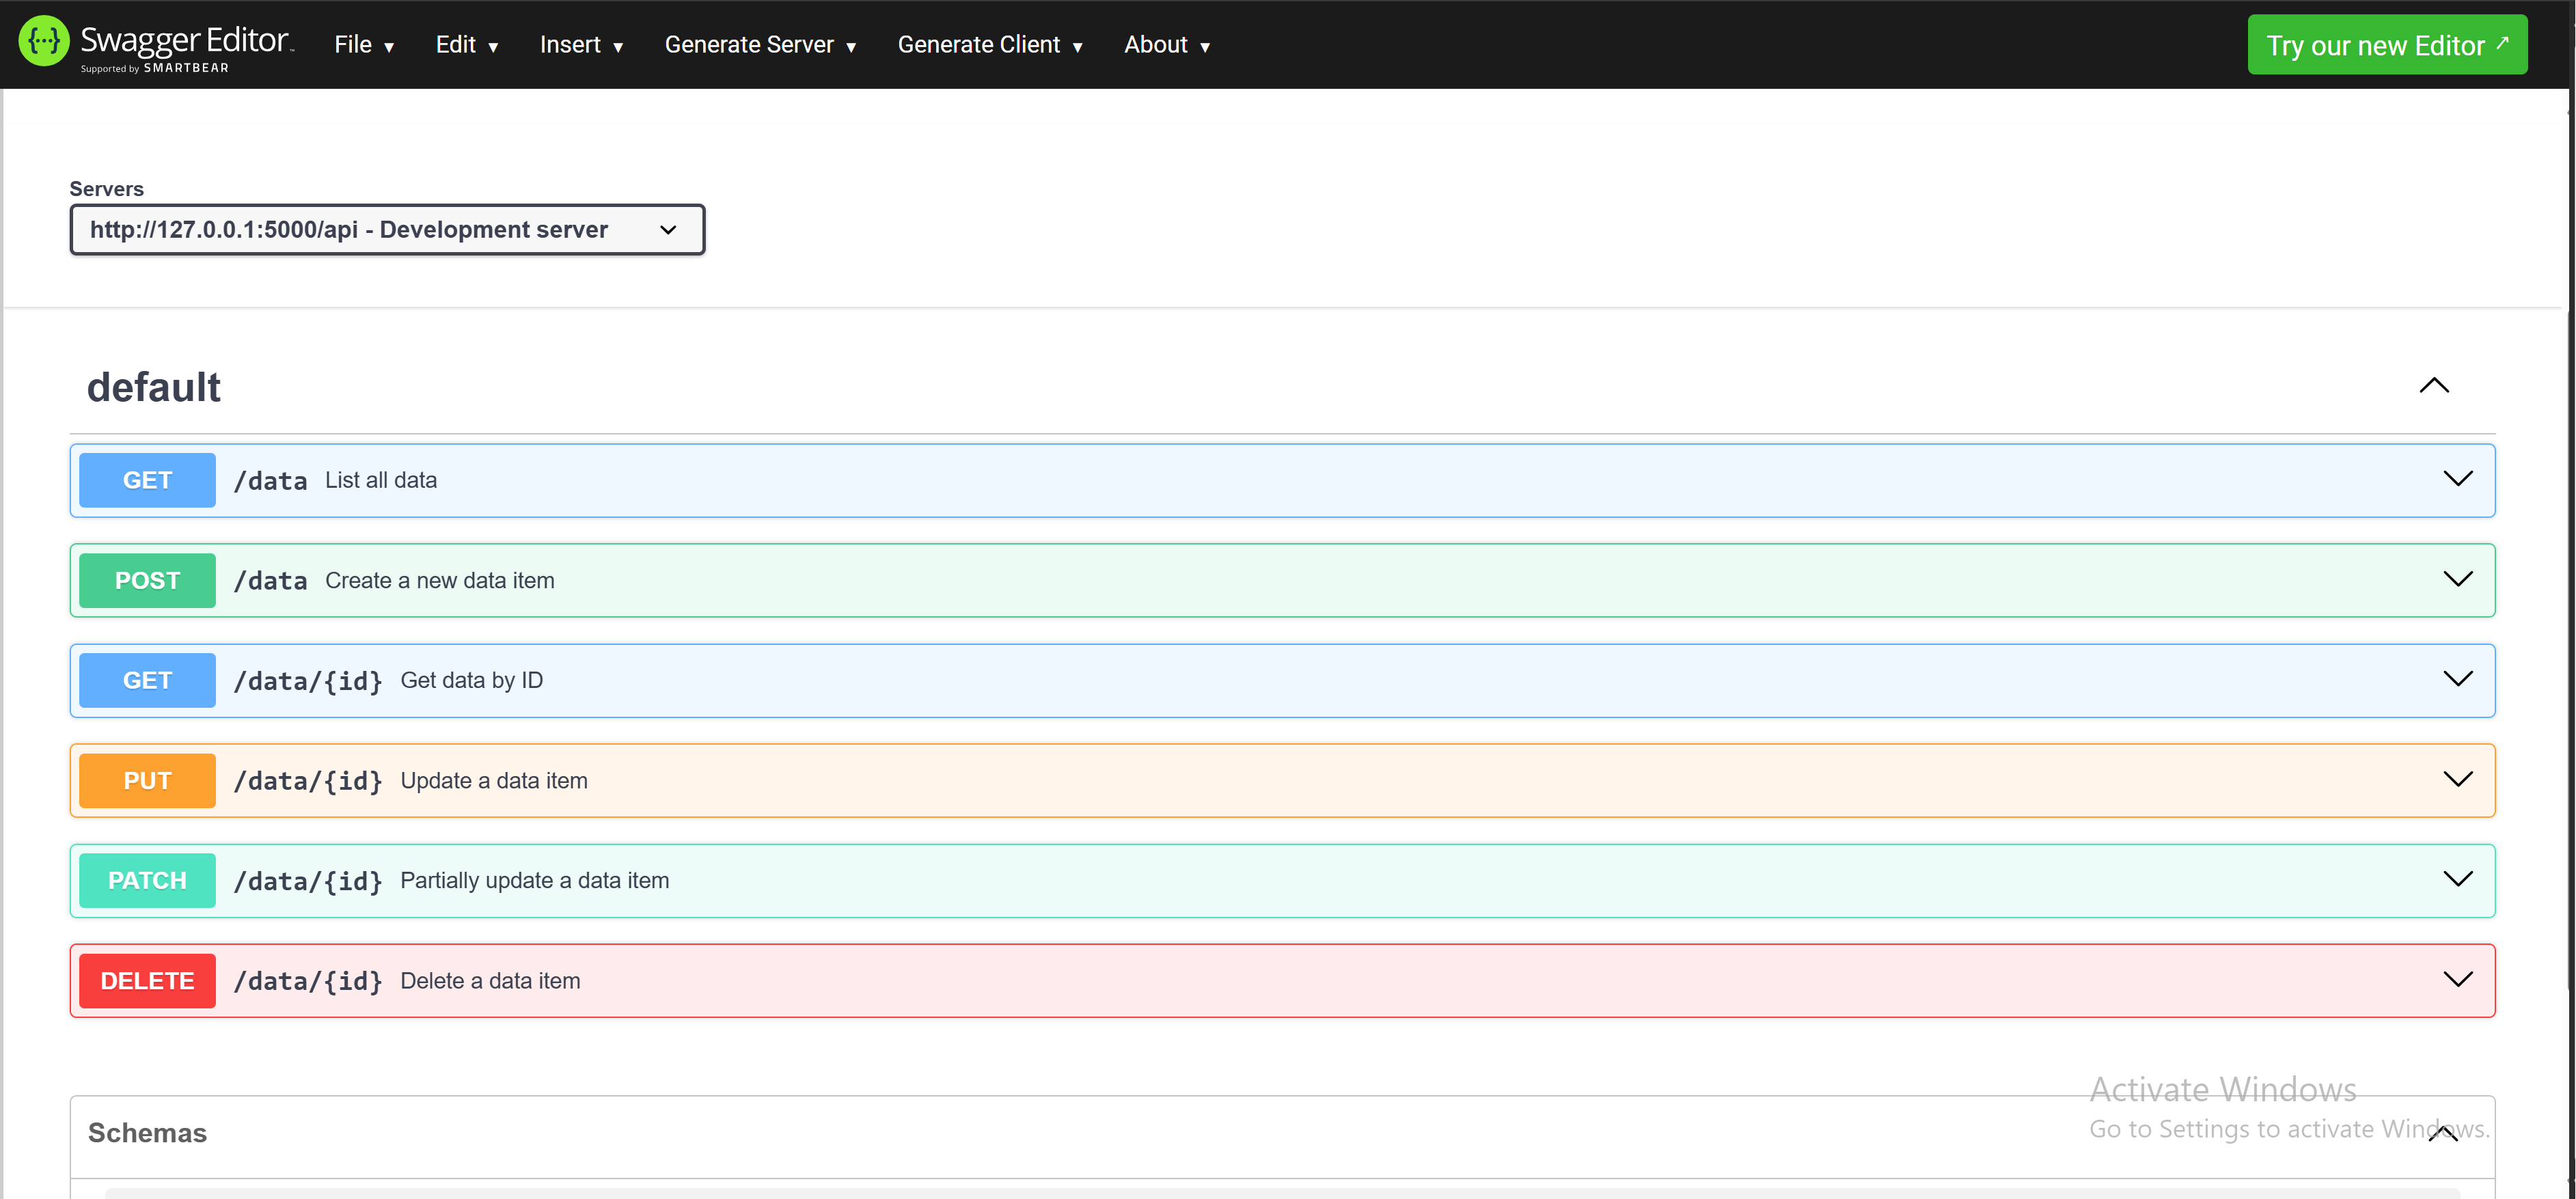 Swagger Editor™
Supported by SMARTBEAR
File ▼ Edit ▼ Insert ▼ Generate Server ▼ Generate Client ▼ About ▼ Try our new Editor ↗
Servers
http://127.0.0.1:5000/api - Development server
default
GET /data List all data
POST /data Create a new data item
GET /data/{id} Get data by ID
PUT /data/{id} Update a data item
PATCH /data/{id} Partially update a data item
DELETE /data/{id} Delete a data item
Activate Windows
Go to Settings to activate Windows.
Schemas